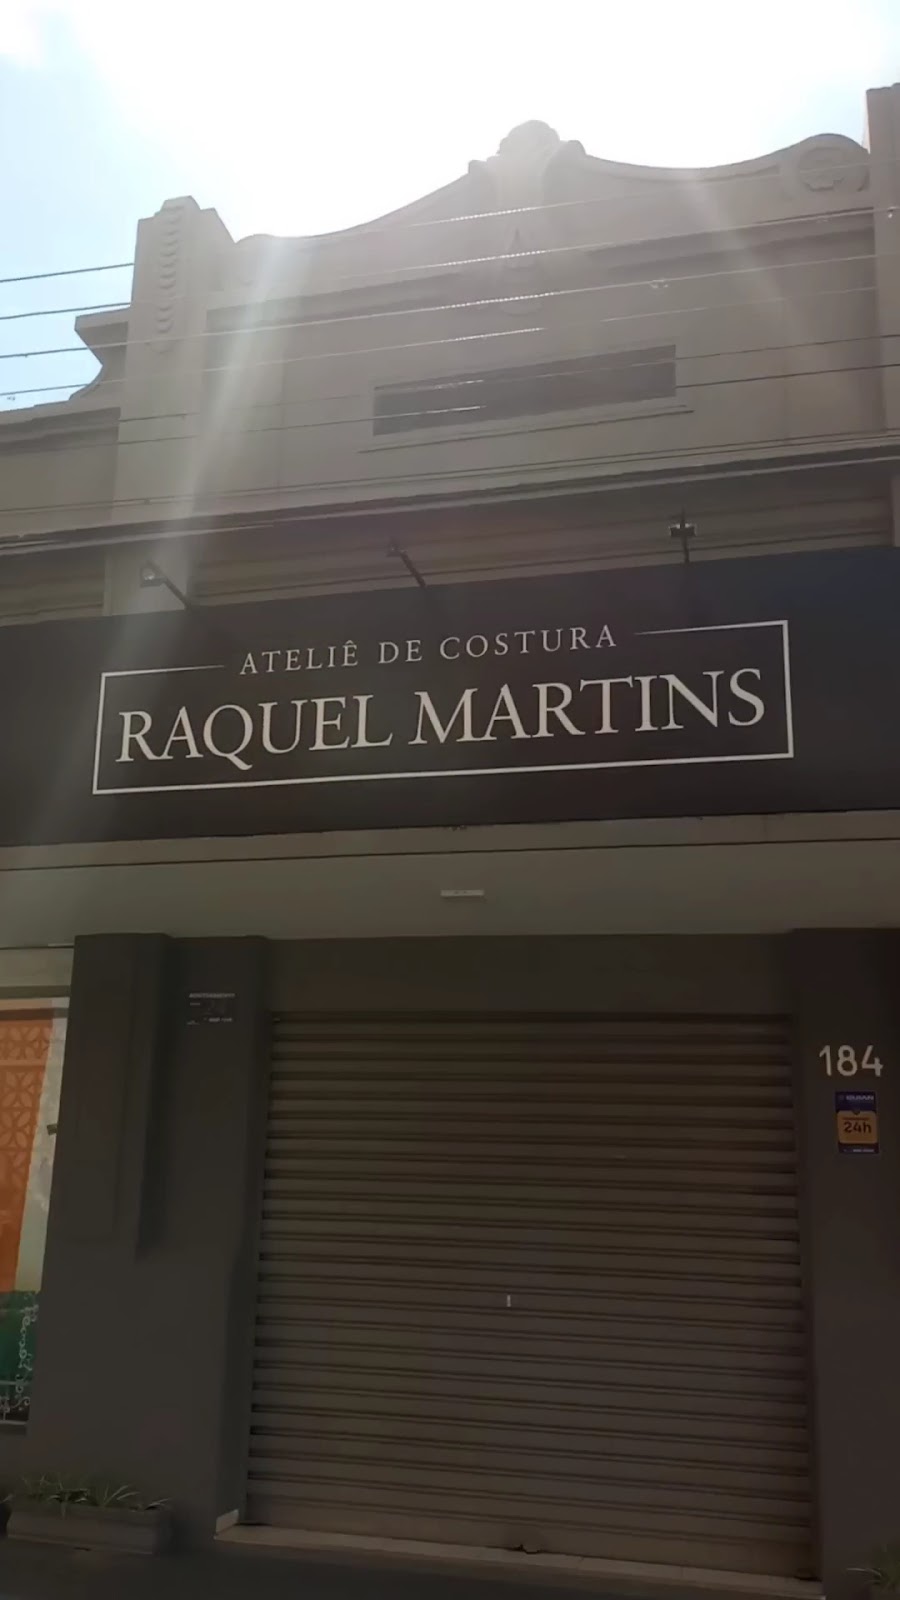 ATELIÊ DE COSTURA
RAQUEL MARTINS
184
24h